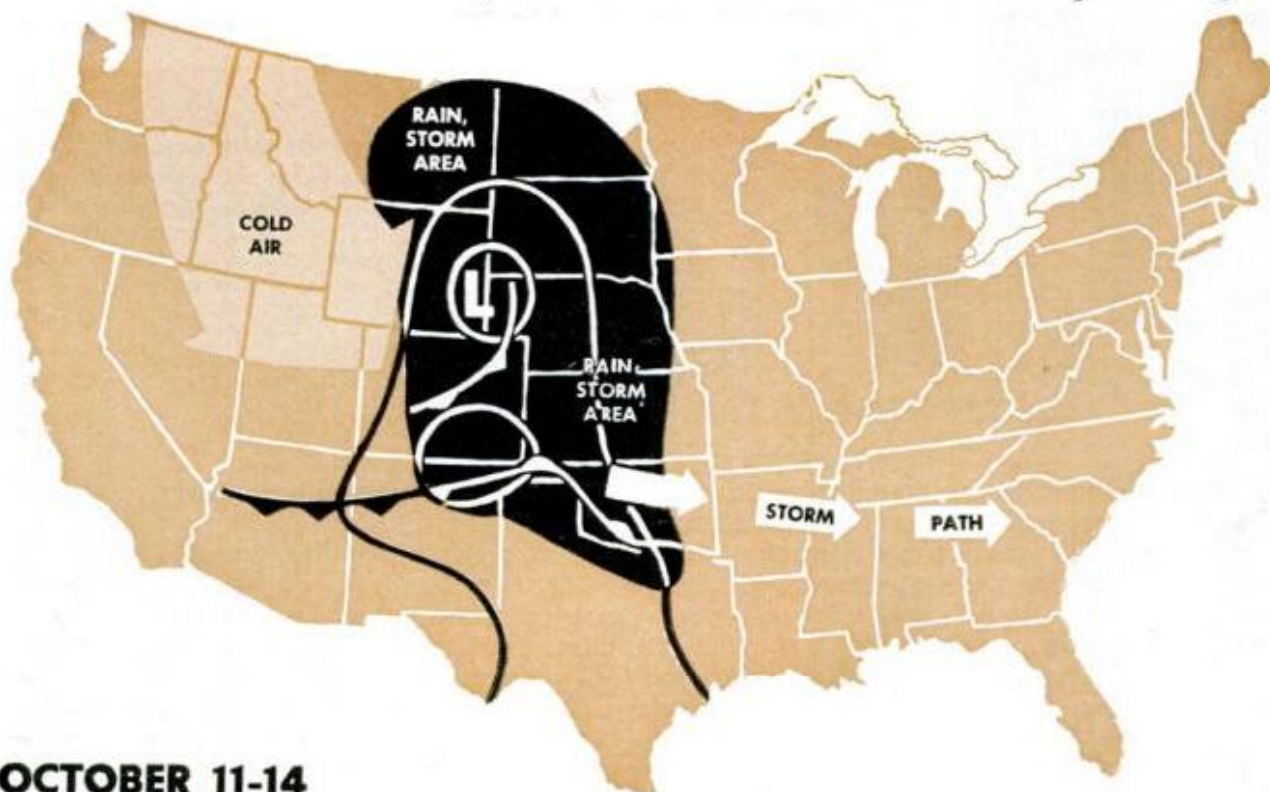 RAIN,
STORM
AREA
COLD
AIR
L
RAIN-
STORM
AREA
STORM
PATH
OCTOBER 11-14